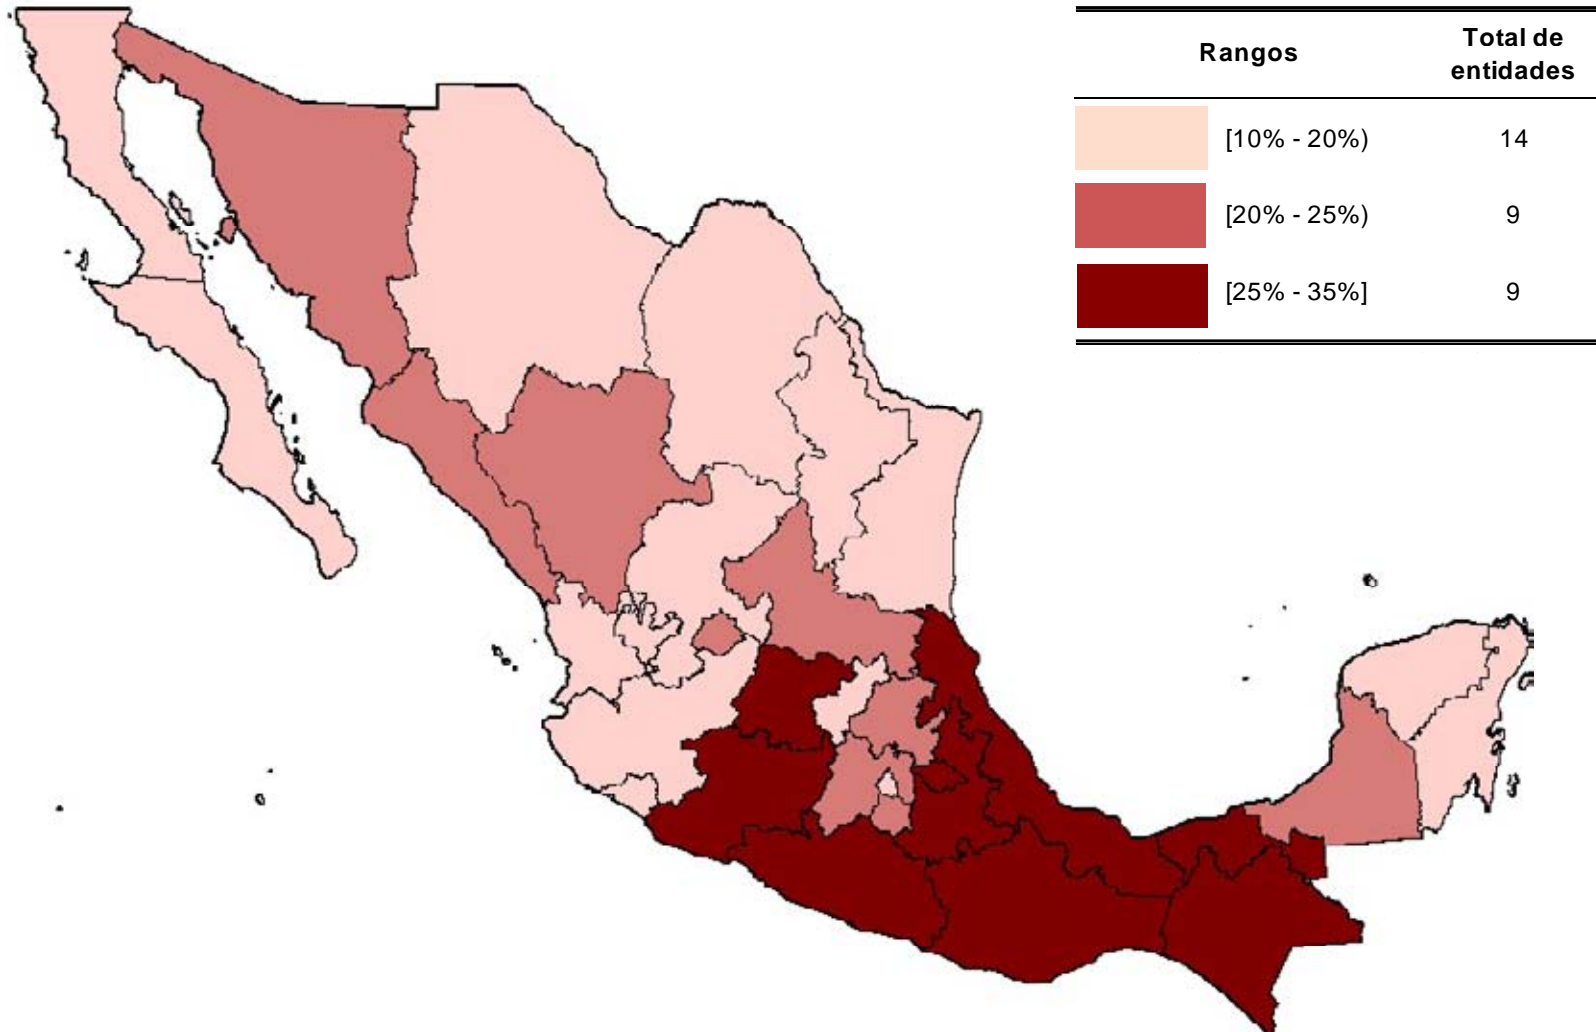 Rangos
Total de
entidades
[10% - 20%)
14
[20% - 25%)
9
[25% - 35%]
9